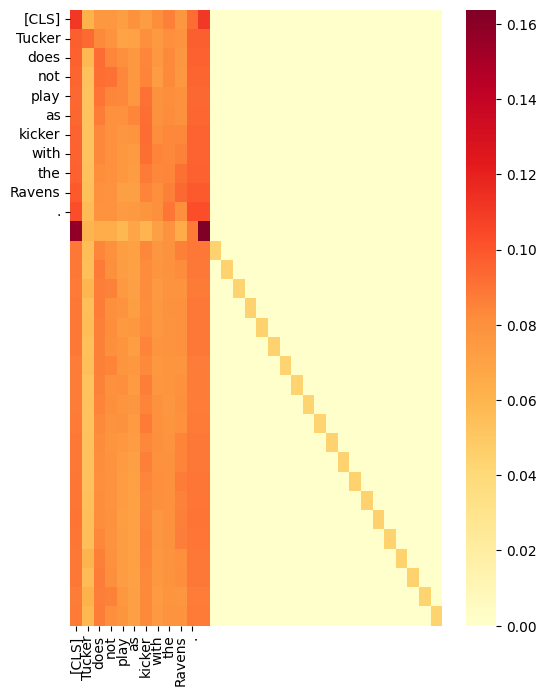 [CLS]
Tucker
does
not
play
as
kicker
with
the
Ravens
.
0.16
0.14
0.12
0.10
0.08
0.06
0.04
0.02
0.00
[CLS]
Tucker
does
not
play
as
kicker
with
the
Ravens
.